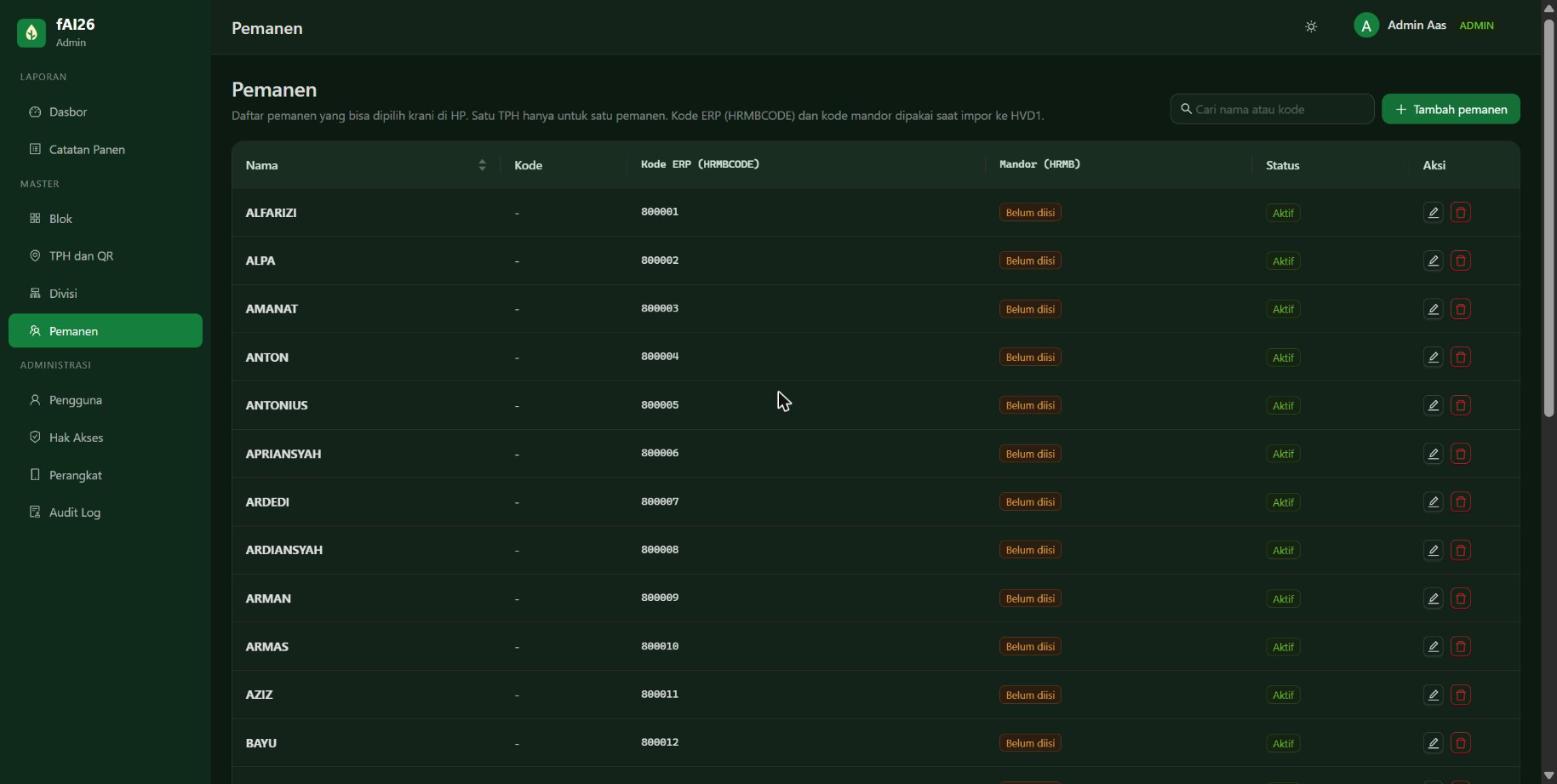 fAI26
Admin
LAPORAN
Dasbor
Catatan Panen
MASTER
Blok
TPH dan QR
Divisi
Pemanen
ADMINISTRASI
Pengguna
Hak Akses
Perangkat
Audit Log
Pemanen
A Admin Aas ADMIN
Pemanen
Daftar pemanen yang bisa dipilih krani di HP. Satu TPH hanya untuk satu pemanen. Kode ERP (HRMBCODE) dan kode mandor dipakai saat impor ke HVD1.
Cari nama atau kode
+ Tambah pemanen
Nama Kode Kode ERP (HRMBCODE) Mandor (HRMB) Status Aksi
ALFARIZI - 800001 Belum diisi Aktif
ALPA - 800002 Belum diisi Aktif
AMANAT - 800003 Belum diisi Aktif
ANTON - 800004 Belum diisi Aktif
ANTONIUS - 800005 Belum diisi Aktif
APRIANSYAH - 800006 Belum diisi Aktif
ARDEDI - 800007 Belum diisi Aktif
ARDIANSYAH - 800008 Belum diisi Aktif
ARMAN - 800009 Belum diisi Aktif
ARMAS - 800010 Belum diisi Aktif
AZIZ - 800011 Belum diisi Aktif
BAYU - 800012 Belum diisi Aktif